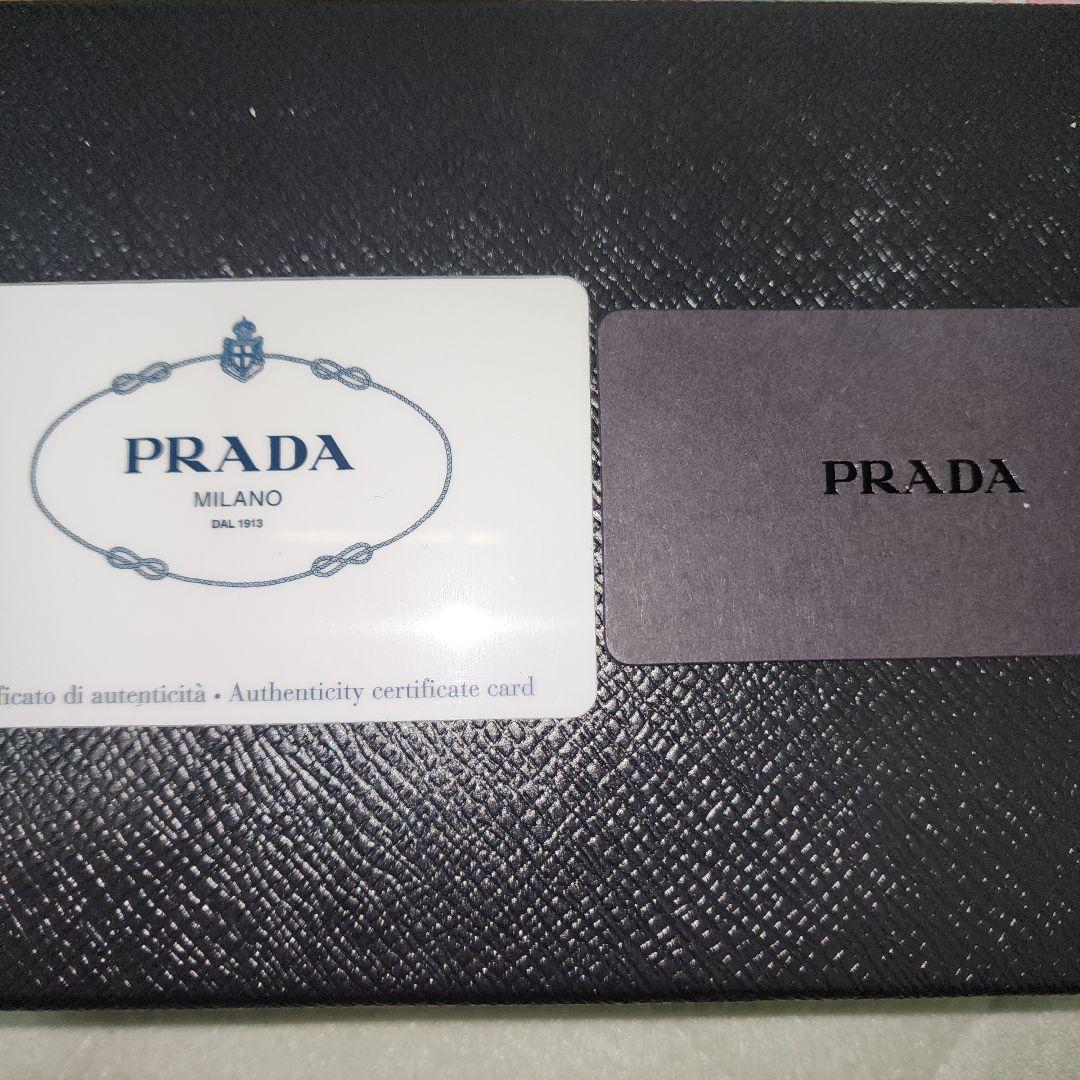 PRADA
MILANO
DAL 1913
ficato di autenticità • Authenticity certificate card
PRADA